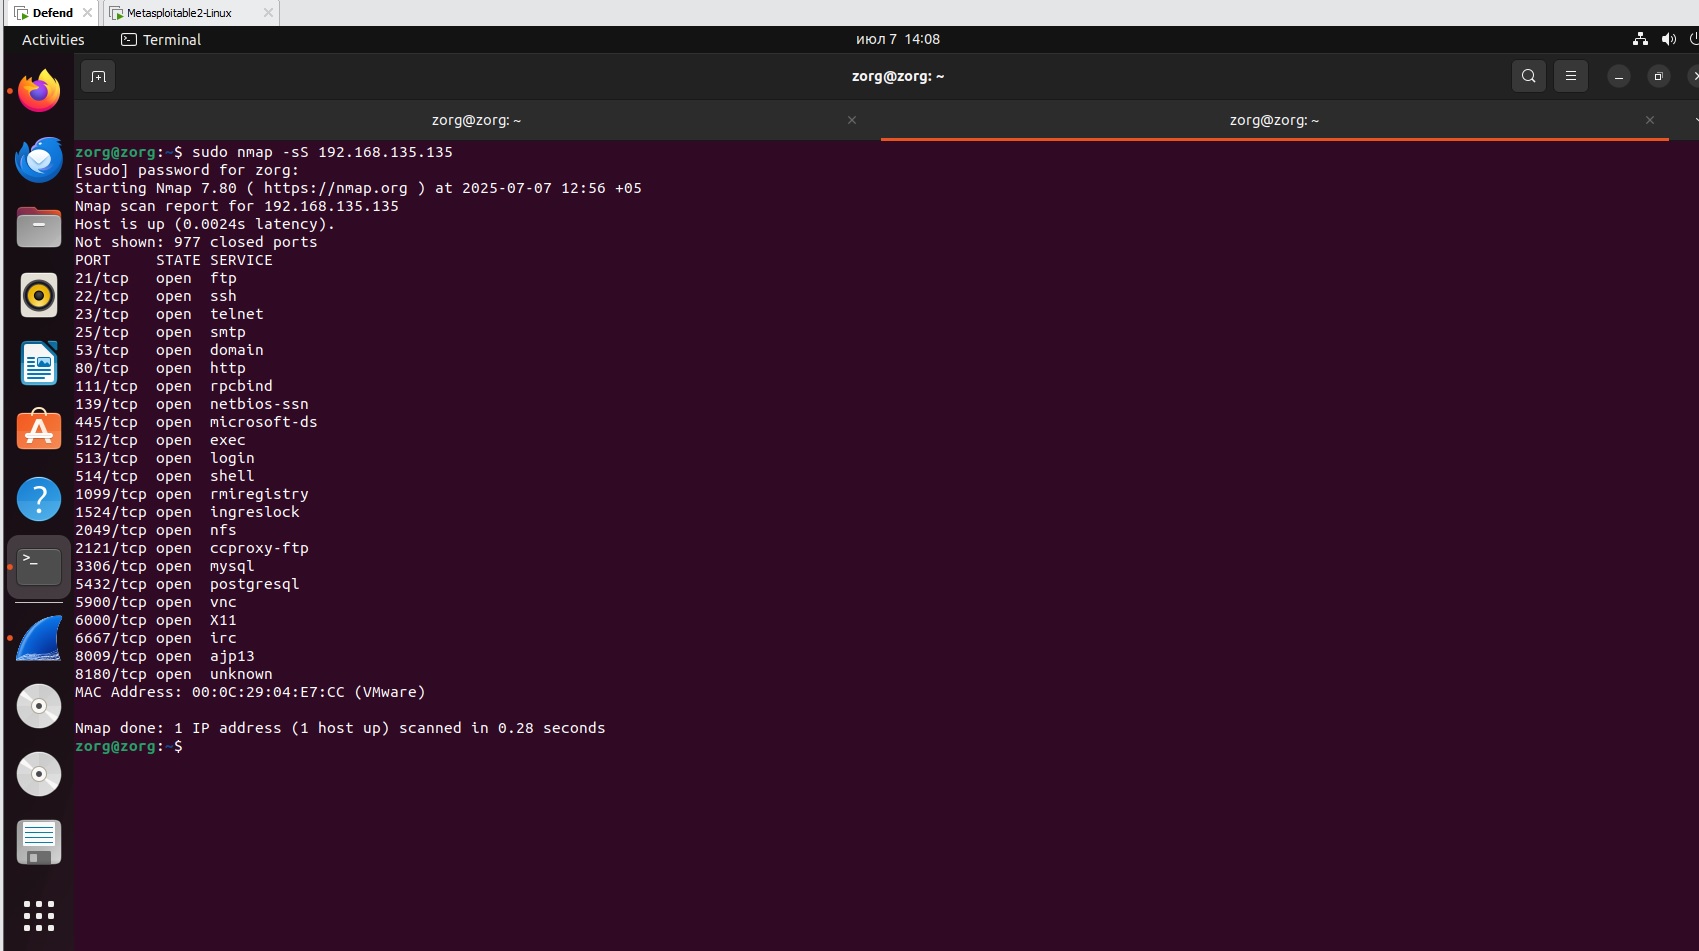 Defend
Metasploitable2-Linux
Activities
Terminal
июл 7 14:08
zorg@zorg: ~
zorg@zorg: ~
zorg@zorg: ~
zorg@zorg:~$ sudo nmap -sS 192.168.135.135
[sudo] password for zorg:
Starting Nmap 7.80 ( https://nmap.org ) at 2025-07-07 12:56 +05
Nmap scan report for 192.168.135.135
Host is up (0.0024s latency).
Not shown: 977 closed ports
PORT     STATE SERVICE
21/tcp   open  ftp
22/tcp   open  ssh
23/tcp   open  telnet
25/tcp   open  smtp
53/tcp   open  domain
80/tcp   open  http
111/tcp  open  rpcbind
139/tcp  open  netbios-ssn
445/tcp  open  microsoft-ds
512/tcp  open  exec
513/tcp  open  login
514/tcp  open  shell
1099/tcp open  rmiregistry
1524/tcp open  ingreslock
2049/tcp open  nfs
2121/tcp open  ccproxy-ftp
3306/tcp open  mysql
5432/tcp open  postgresql
5900/tcp open  vnc
6000/tcp open  X11
6667/tcp open  irc
8009/tcp open  ajp13
8180/tcp open  unknown
MAC Address: 00:0C:29:04:E7:CC (VMware)
Nmap done: 1 IP address (1 host up) scanned in 0.28 seconds
zorg@zorg:~$